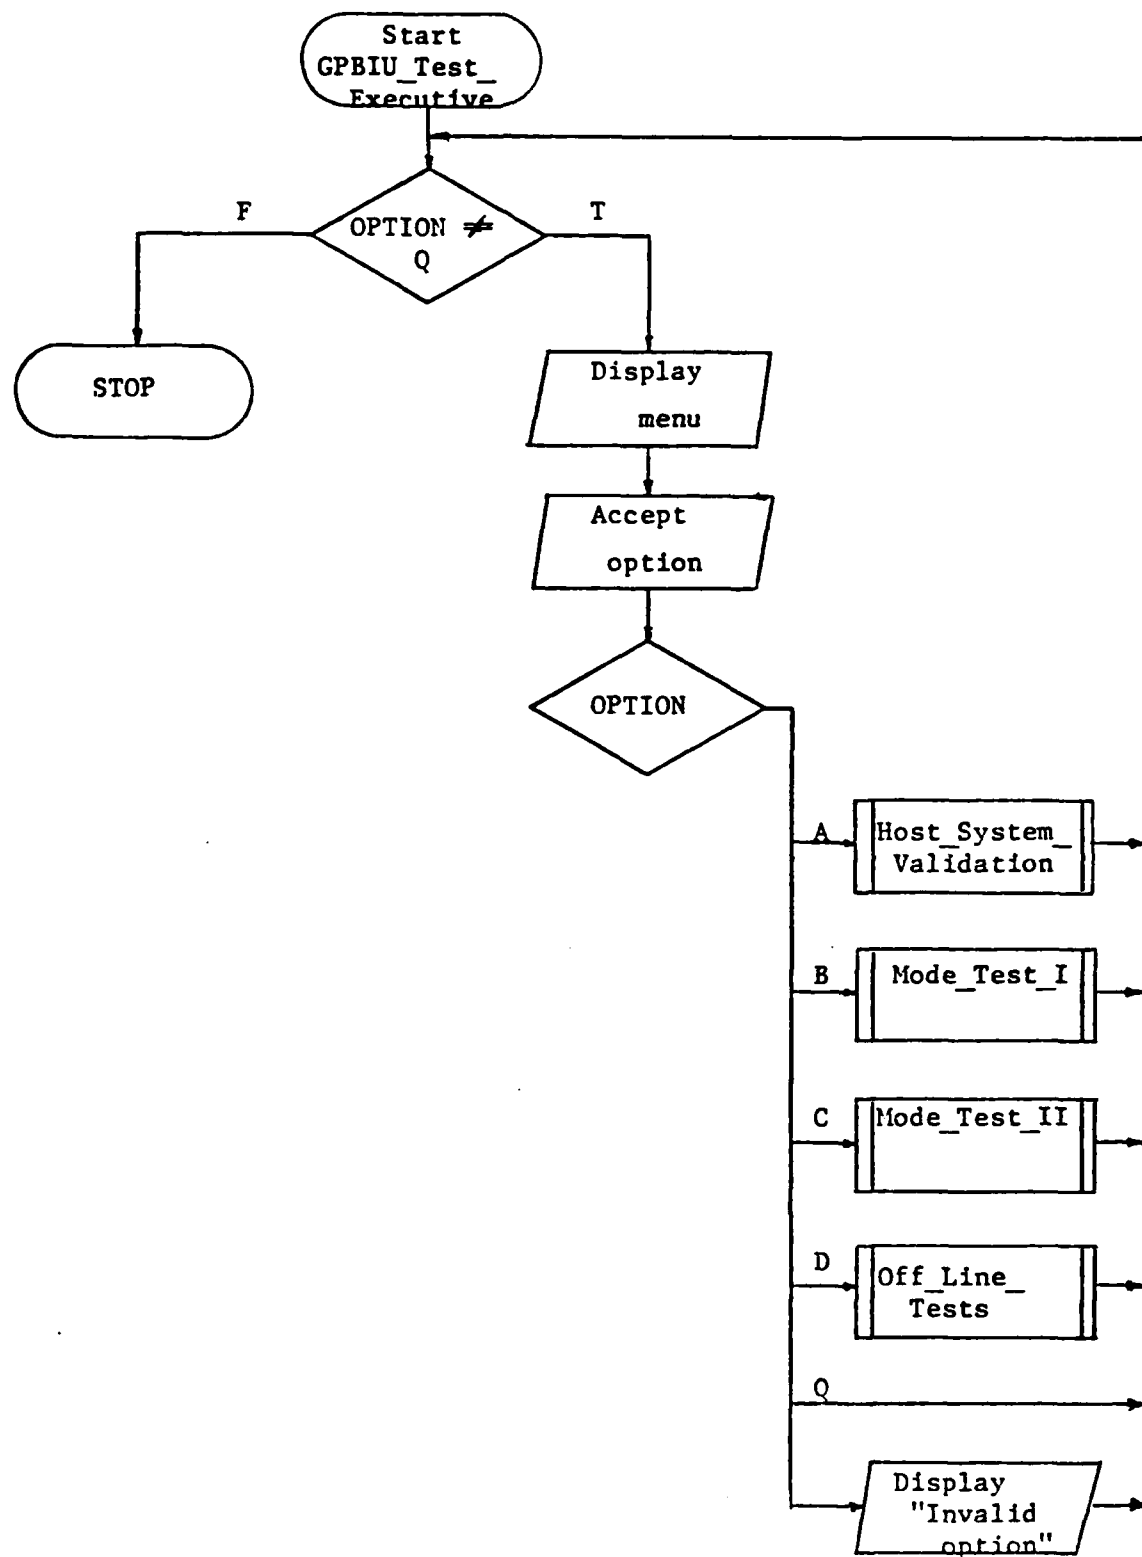 Start
GPBIU_Test_
Executive
F
T
OPTION ≠
Q
STOP
Display
menu
Accept
option
OPTION
A
Host_System_
Validation
B
Mode_Test_I
C
Mode_Test_II
D
Off_Line_
Tests
Q
Display
"Invalid
option"